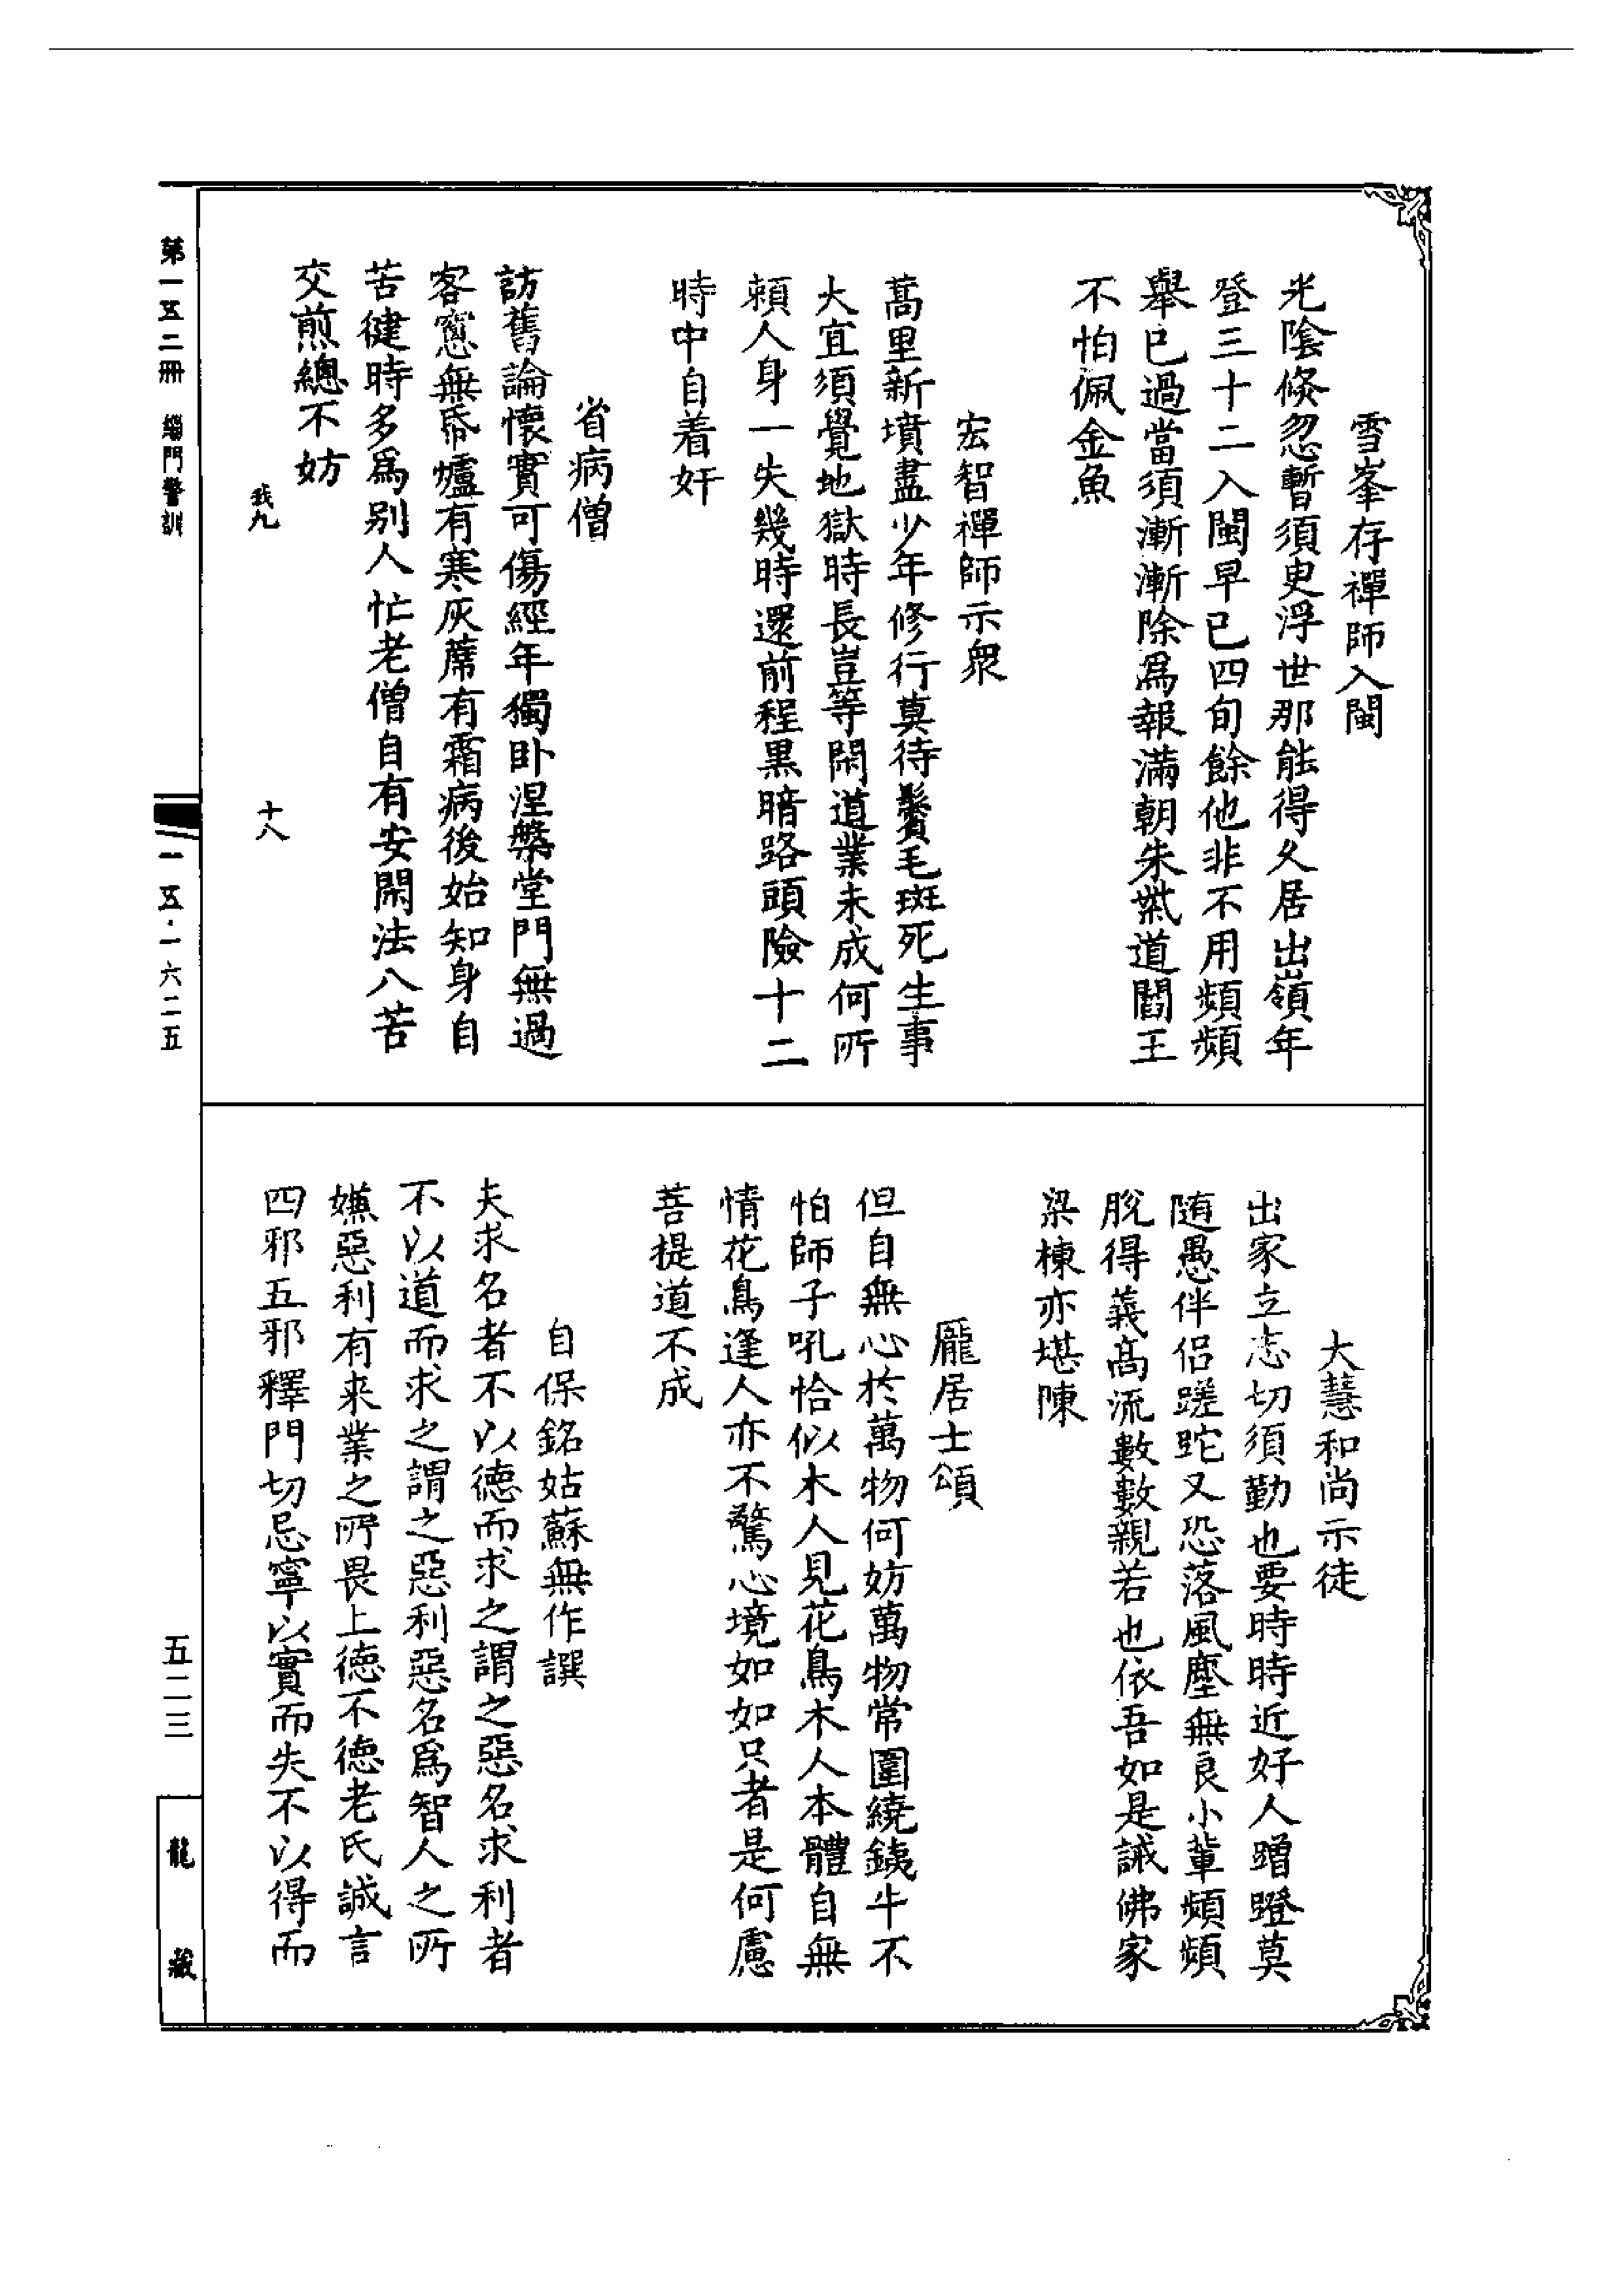 雪峯存禪師入閩
光陰倐忽暫須臾浮世那能得久居出嶺年
登三十二入閩早已四旬餘他非不用頻頻
舉已過當須漸漸除爲報滿朝朱紫道閻王
不怕佩金魚
宏智禪師示衆
蒿里新墳盡少年修行莫待鬢毛斑死生事
大宜須覺地獄時長豈等閑道業未成何所
賴人身一失幾時還前程黑暗路頭險十二
時中自着奸
省病僧
訪舊論懷實可傷經年獨卧涅槃堂門無過
客窻無帋爐有寒灰蓆有霜病後始知身自
苦健時多爲别人忙老僧自有安閑法八苦
交煎總不妨
我九
十八
大慧和尚示徒
出家立志切須勤也要時時近好人蹭蹬莫
随愚伴侣蹉跎又恐落風塵無良小輩頻頻
脫得義高流數數親若也依吾如是誡佛家
梁棟亦堪陳
龐居士頌
但自無心於萬物何妨萬物常圍繞鉄牛不
怕師子吼恰似木人見花鳥木人本體自無
情花鳥逢人亦不驚心境如如只者是何慮
菩提道不成
自保銘姑蘇無作譔
夫求名者不以德而求之謂之惡名求利者
不以道而求之謂之惡利惡名爲智人之所
嫌惡利有来業之所畏上德不德老氏誠言
四邪五邪釋門切忌寧以實而失不以得而
第一五二冊 緇門警訓
一五·一六二五
五二三
龍藏